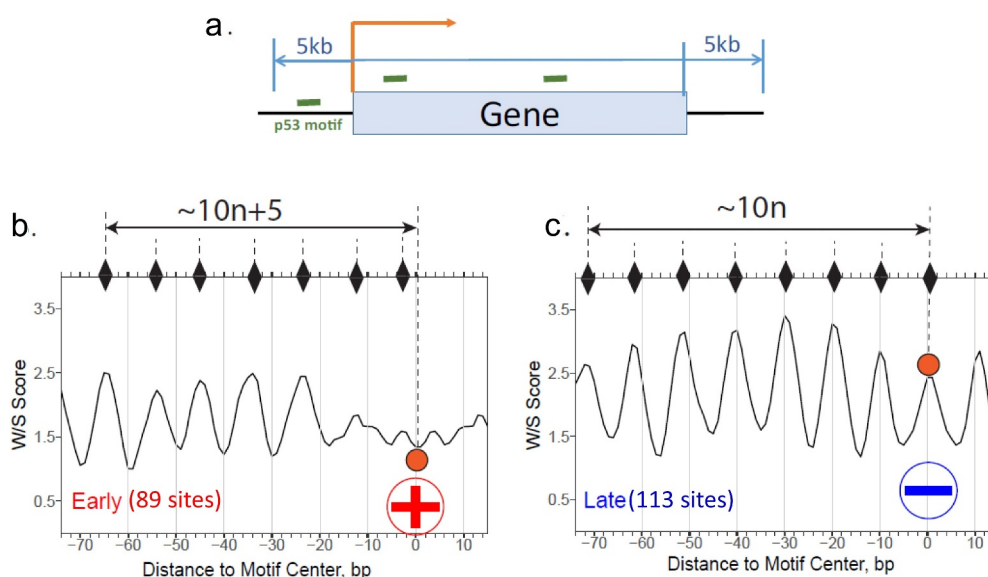 a.
5kb
5kb
Gene
p53 motif
b.
~10n+5
3.5
2.5
1.5
0.5
W/S Score
Early (89 sites)
−70 −60 −50 −40 −30 −20 −10 0 10
Distance to Motif Center, bp
c.
~10n
3.5
2.5
1.5
0.5
W/S Score
Late (113 sites)
−70 −60 −50 −40 −30 −20 −10 0 10
Distance to Motif Center, bp